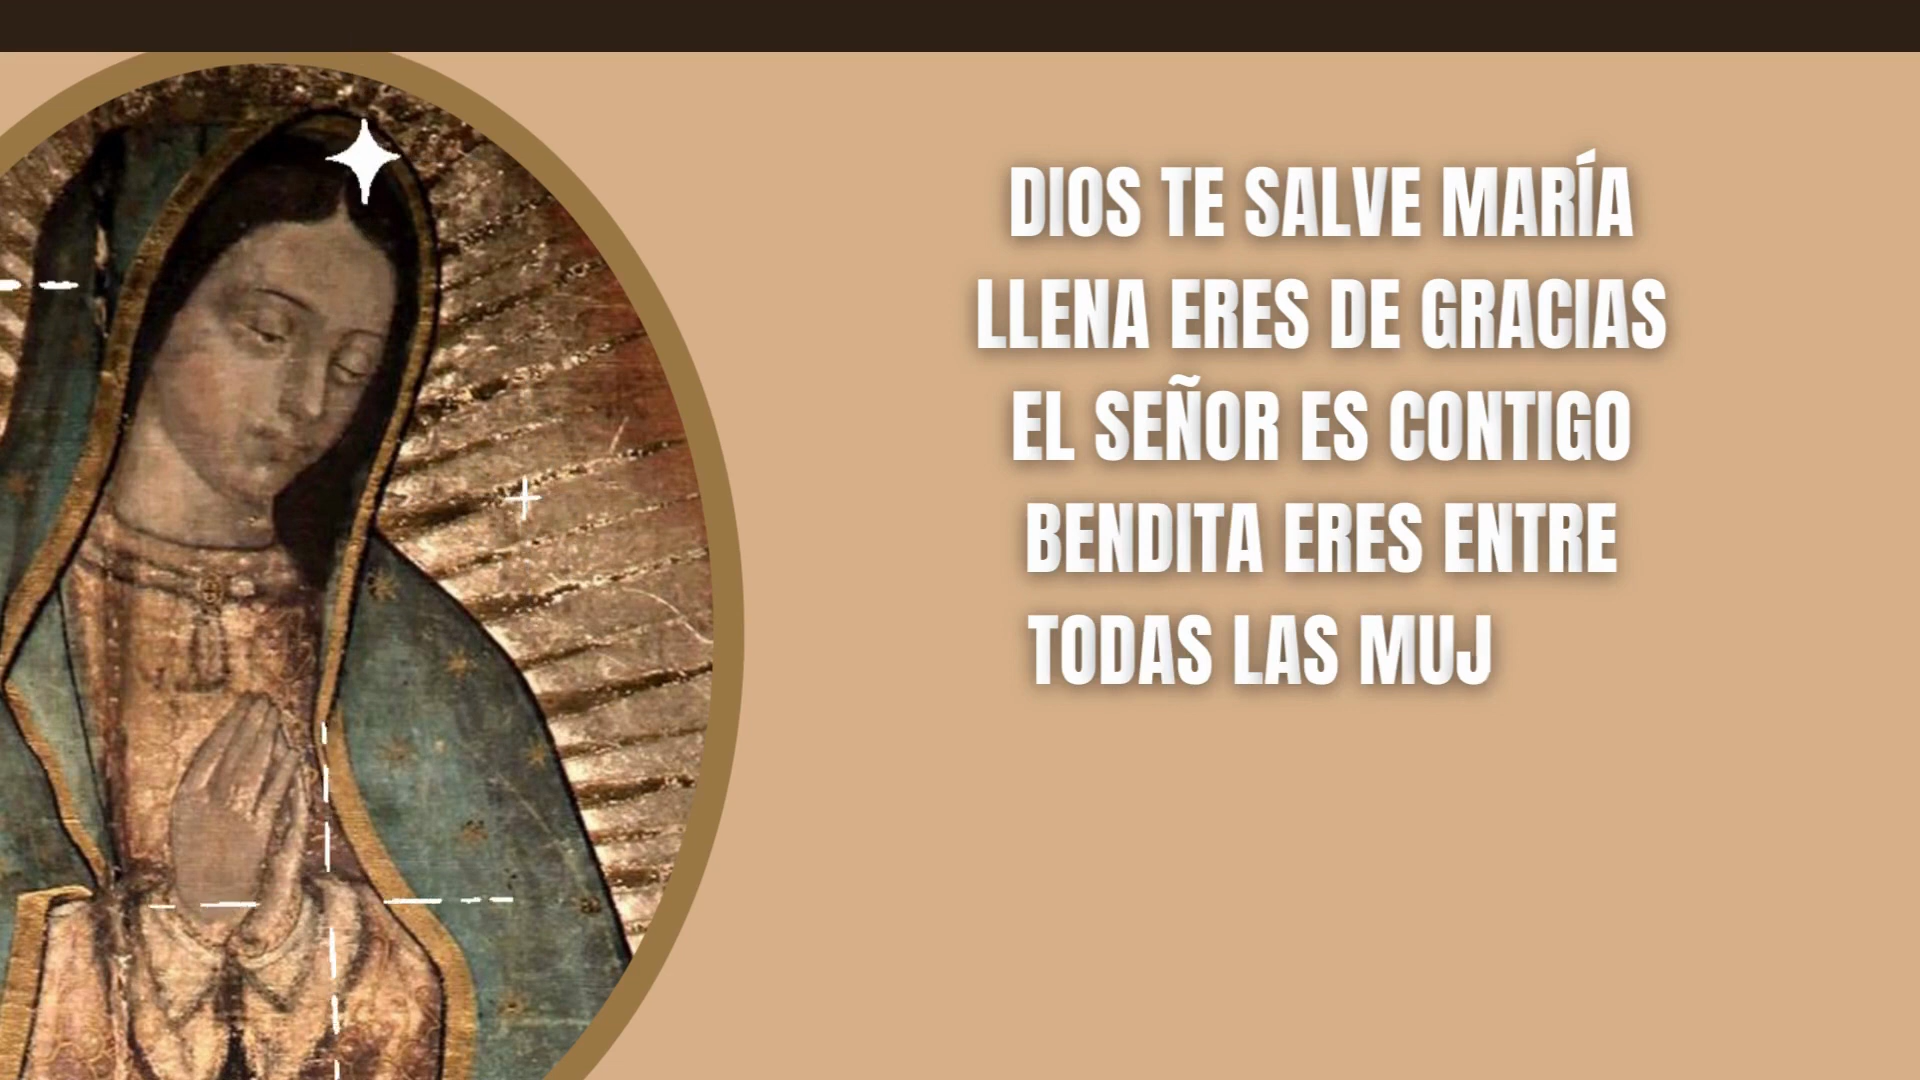 DIOS TE SALVE MARÍA
LLENA ERES DE GRACIAS
EL SEÑOR ES CONTIGO
BENDITA ERES ENTRE
TODAS LAS MUJ